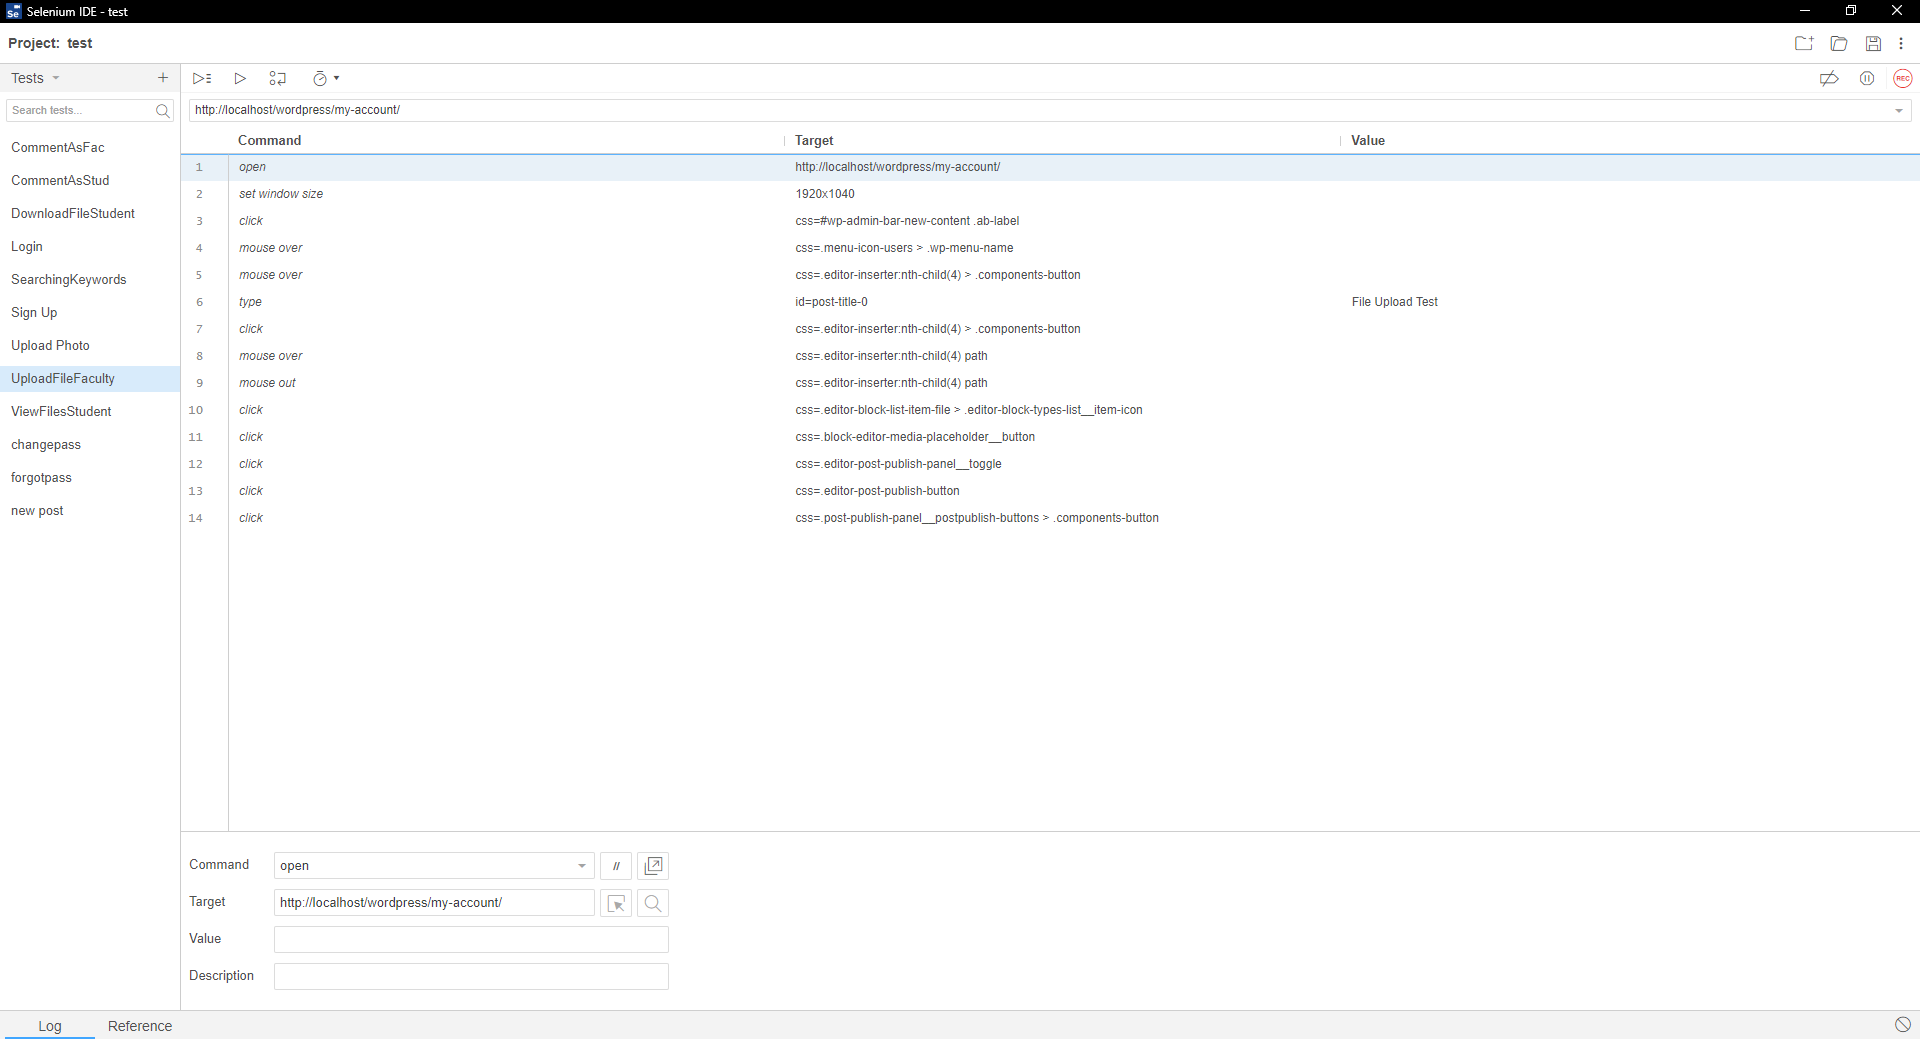 Selenium IDE - test
Project: test
Tests
Search tests...
CommentAsFac
CommentAsStud
DownloadFileStudent
Login
SearchingKeywords
Sign Up
Upload Photo
UploadFileFaculty
ViewFilesStudent
changepass
forgotpass
new post
REC
http://localhost/wordpress/my-account/
Command Target Value
1 open http://localhost/wordpress/my-account/
2 set window size 1920x1040
3 click css=#wp-admin-bar-new-content .ab-label
4 mouse over css=.menu-icon-users > .wp-menu-name
5 mouse over css=.editor-inserter:nth-child(4) > .components-button
6 type id=post-title-0 File Upload Test
7 click css=.editor-inserter:nth-child(4) > .components-button
8 mouse over css=.editor-inserter:nth-child(4) path
9 mouse out css=.editor-inserter:nth-child(4) path
10 click css=.editor-block-list-item-file > .editor-block-types-list__item-icon
11 click css=.block-editor-media-placeholder__button
12 click css=.editor-post-publish-panel__toggle
13 click css=.editor-post-publish-button
14 click css=.post-publish-panel__postpublish-buttons > .components-button
Command open //
Target http://localhost/wordpress/my-account/
Value
Description
Log Reference